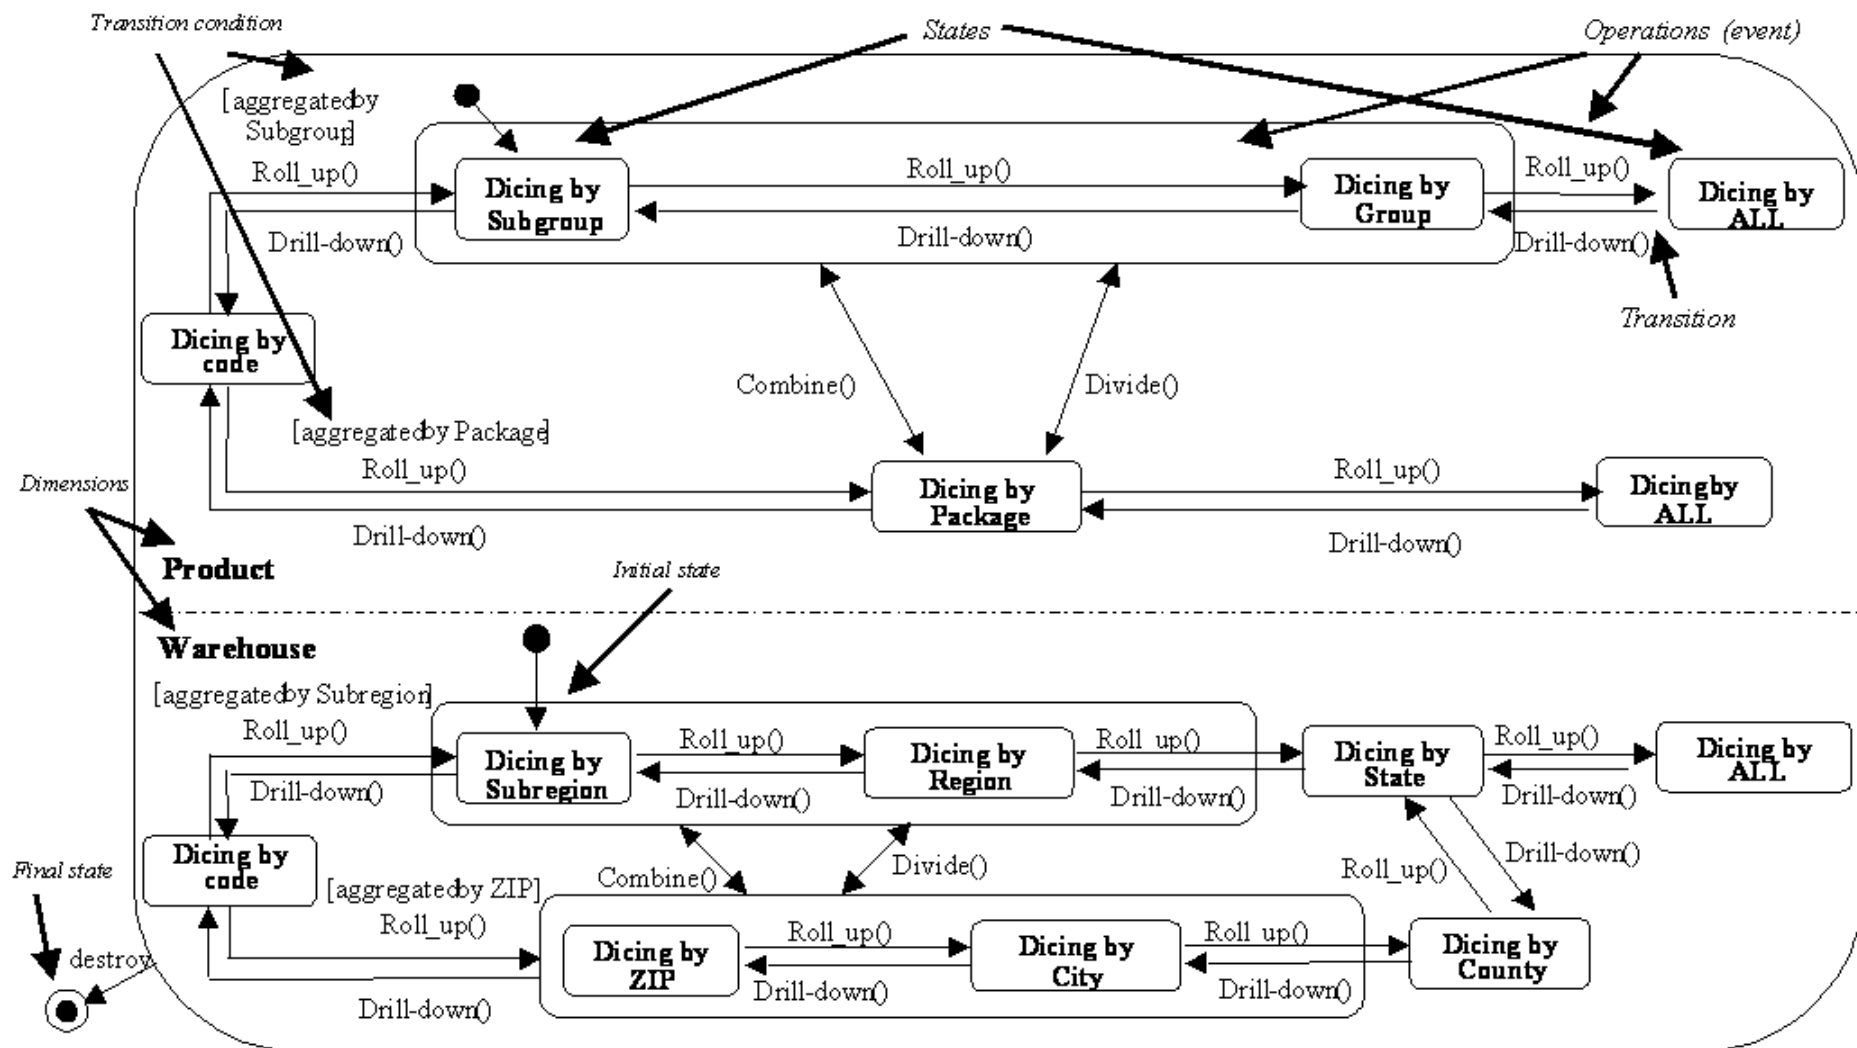 Transition condition
States
Operations (event)
[aggregated by
Subgroup]
Roll_up()
Roll_up()
Roll_up()
Dicing by
Subgroup
Dicing by
Group
Dicing by
ALL
Drill-down()
Drill-down()
Drill-down()
Transition
Dicing by
code
Combine()
Divide()
[aggregated by Package]
Roll_up()
Roll_up()
Dimensions
Dicing by
Package
Dicing by
ALL
Drill-down()
Drill-down()
Product
Initial state
Warehouse
[aggregated by Subregion]
Roll_up()
Roll_up()
Roll_up()
Roll_up()
Dicing by
Subregion
Dicing by
Region
Dicing by
State
Dicing by
ALL
Drill-down()
Drill-down()
Drill-down()
Drill-down()
Dicing by
code
Combine()
Divide()
Roll_up()
Drill-down()
Final state
[aggregated by ZIP]
Roll_up()
Roll_up()
Roll_up()
Dicing by
ZIP
Dicing by
City
Dicing by
County
destroy
Drill-down()
Drill-down()
Drill-down()